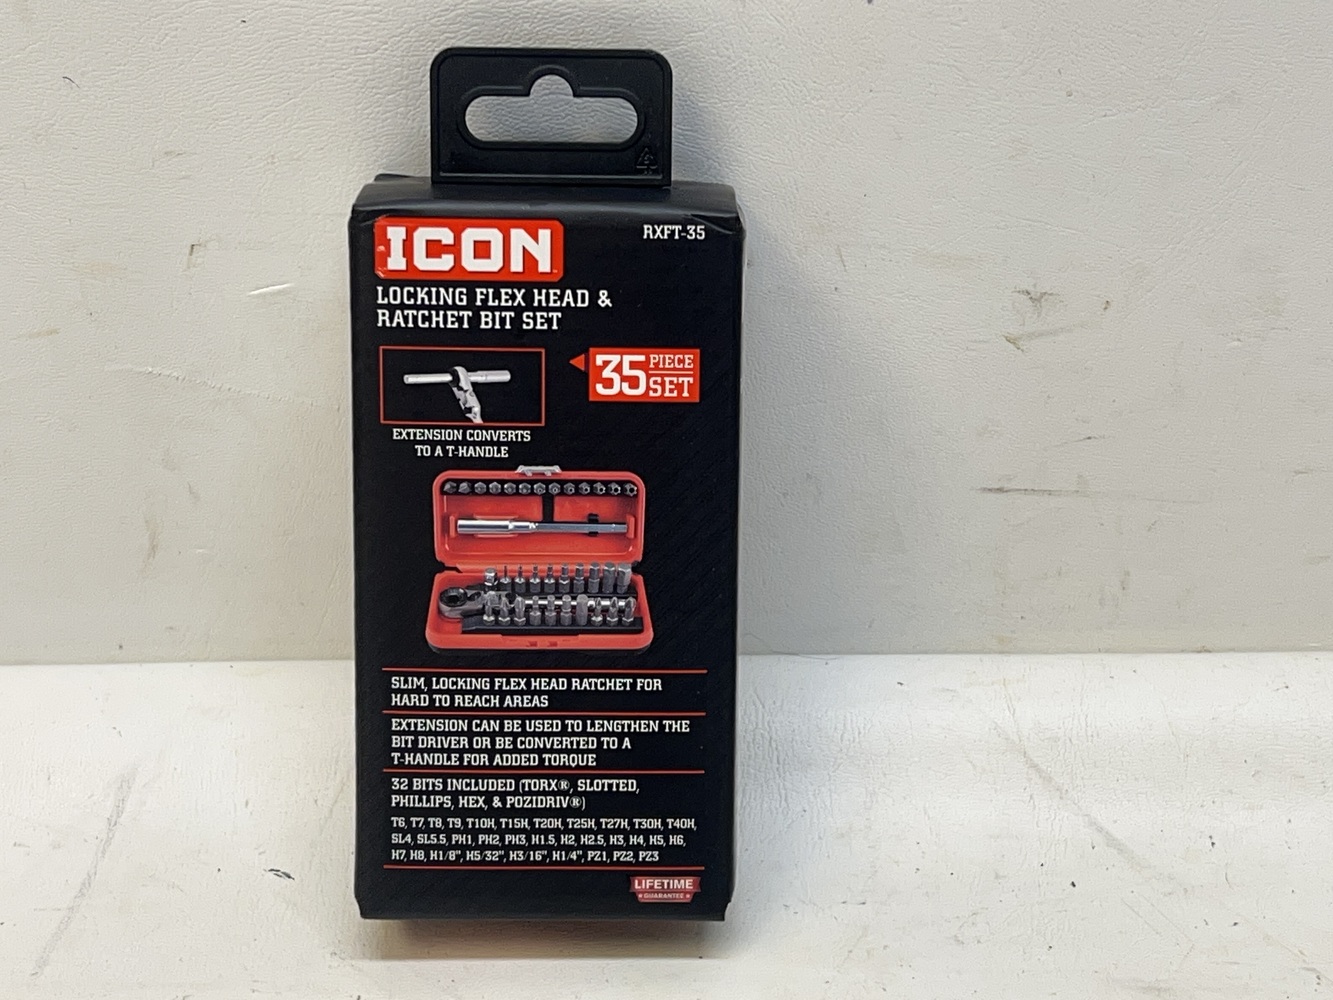 ICON
RXFT-35
LOCKING FLEX HEAD &
RATCHET BIT SET
35 PIECE
SET
EXTENSION CONVERTS
TO A T-HANDLE
SLIM, LOCKING FLEX HEAD RATCHET FOR
HARD TO REACH AREAS
EXTENSION CAN BE USED TO LENGTHEN THE
BIT DRIVER OR BE CONVERTED TO A
T-HANDLE FOR ADDED TORQUE
32 BITS INCLUDED (TORX®, SLOTTED,
PHILLIPS, HEX, & POZIDRIV®)
T6, T7, T8, T9, T10H, T15H, T20H, T25H, T27H, T30H, T40H,
SL4, SL5.5, PH1, PH2, PH3, H1.5, H2, H2.5, H3, H4, H5, H6,
H7, H8, H1/8", H5/32", H3/16", H1/4", PZ1, PZ2, PZ3
LIFETIME
GUARANTEE